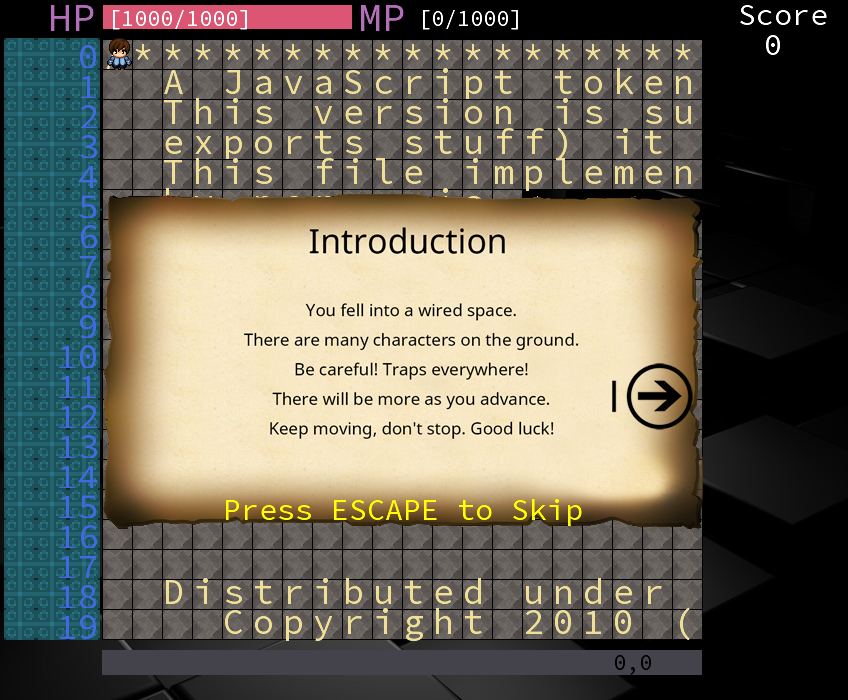 HP [1000/1000] MP [0/1000] Score
0
0 * * * * * * * * * * * * * * * * * * *
1 A JavaScript token
2 This version is su
3 exports stuff) it
4 This file implemen
5
6
7
8
9
10
11
12
13
14
15
16
17
18 Distributed under
19 Copyright 2010 (
Introduction
You fell into a wired space.
There are many characters on the ground.
Be careful! Traps everywhere!
There will be more as you advance.
Keep moving, don't stop. Good luck!
Press ESCAPE to Skip
0,0